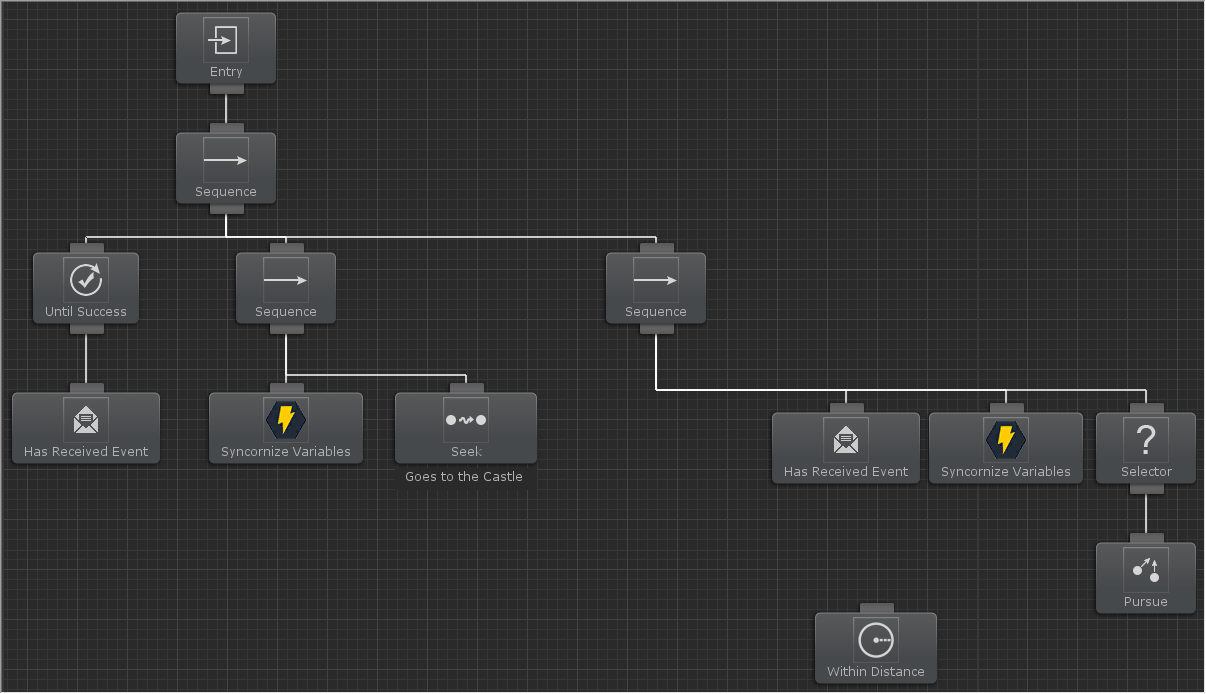 Entry
Sequence
Until Success
Sequence
Sequence
Has Received Event
Syncornize Variables
Seek
Goes to the Castle
Has Received Event
Syncornize Variables
Selector
Pursue
Within Distance